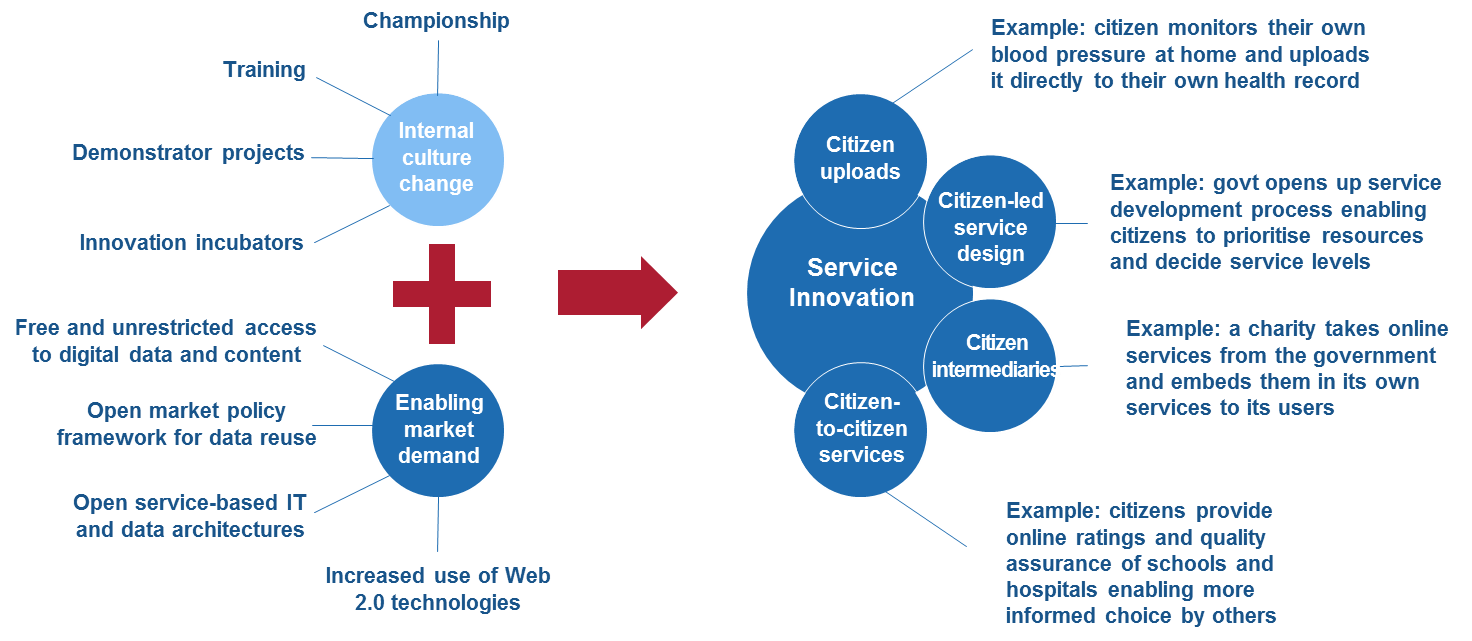 Championship
Training
Internal
culture
change
Demonstrator projects
Innovation incubators
Free and unrestricted access
to digital data and content
Open market policy
framework for data reuse
Enabling
market
demand
Open service-based IT
and data architectures
Increased use of Web
2.0 technologies
Service
Innovation
Citizen
uploads
Example: citizen monitors their own
blood pressure at home and uploads
it directly to their own health record
Citizen-led
service
design
Example: govt opens up service
development process enabling
citizens to prioritise resources
and decide service levels
Citizen
intermediaries
Example: a charity takes online
services from the government
and embeds them in its own
services to its users
Citizen-
to-citizen
services
Example: citizens provide
online ratings and quality
assurance of schools and
hospitals enabling more
informed choice by others